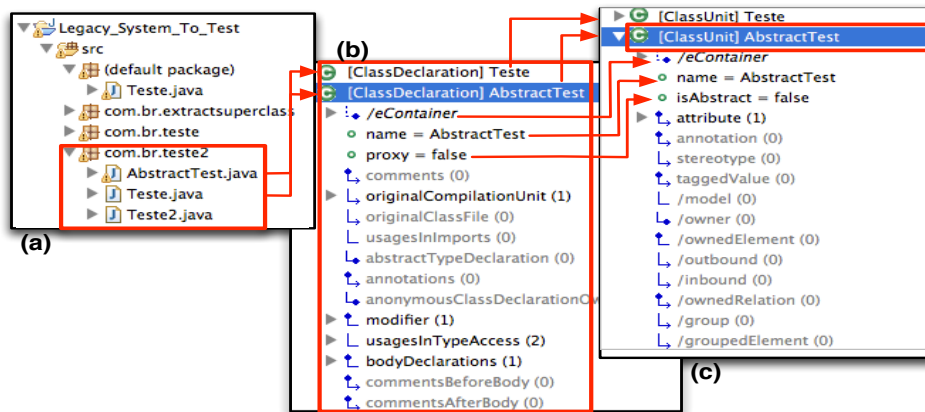 Legacy_System_To_Test
src
(default package)
Teste.java
com.br.extractsuperclass
com.br.teste
com.br.teste2
AbstractTest.java
Teste.java
Teste2.java
(a)
(b)
[ClassDeclaration] Teste
[ClassDeclaration] AbstractTest
/eContainer
name = AbstractTest
proxy = false
comments (0)
originalCompilationUnit (1)
originalClassFile (0)
usagesInImports (0)
abstractTypeDeclaration (0)
annotations (0)
anonymousClassDeclarationOw
modifier (1)
usagesInTypeAccess (2)
bodyDeclarations (1)
commentsBeforeBody (0)
commentsAfterBody (0)
[ClassUnit] Teste
[ClassUnit] AbstractTest
/eContainer
name = AbstractTest
isAbstract = false
attribute (1)
annotation (0)
stereotype (0)
taggedValue (0)
/model (0)
/owner (0)
/ownedElement (0)
/outbound (0)
/inbound (0)
/ownedRelation (0)
/group (0)
/groupedElement (0)
(c)